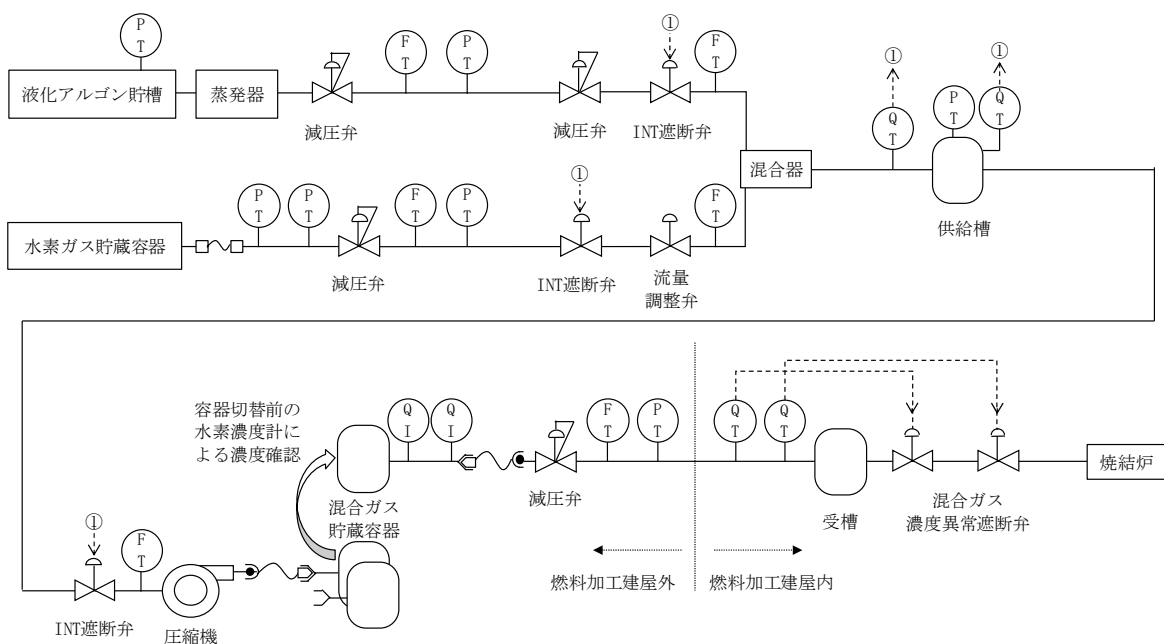 P
T
液化アルゴン貯槽
蒸発器
減圧弁
F
T
P
T
減圧弁
①
INT遮断弁
F
T
水素ガス貯蔵容器
P
T
P
T
減圧弁
F
T
P
T
①
INT遮断弁
流量
調整弁
F
T
混合器
①
Q
T
P
T
①
Q
T
供給槽
①
INT遮断弁
F
T
圧縮機
容器切替前の
水素濃度計に
よる濃度確認
混合ガス
貯蔵容器
Q
I
Q
I
減圧弁
F
T
P
T
燃料加工建屋外
燃料加工建屋内
Q
T
Q
T
受槽
混合ガス
濃度異常遮断弁
焼結炉